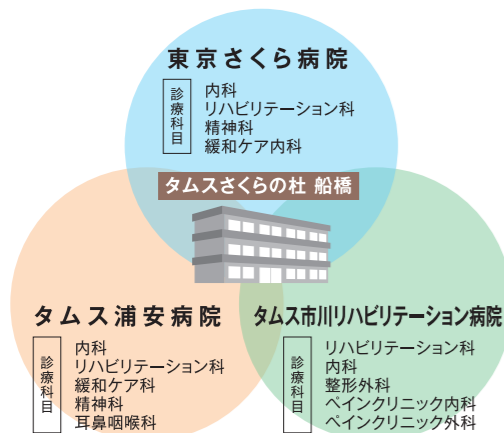 東京さくら病院
診療科目
内科
リハビリテーション科
精神科
緩和ケア内科
タムスさくらの杜 船橋
タムス浦安病院
診療科目
内科
リハビリテーション科
緩和ケア科
精神科
耳鼻咽喉科
タムス市川リハビリテーション病院
診療科目
リハビリテーション科
内科
整形外科
ペインクリニック内科
ペインクリニック外科